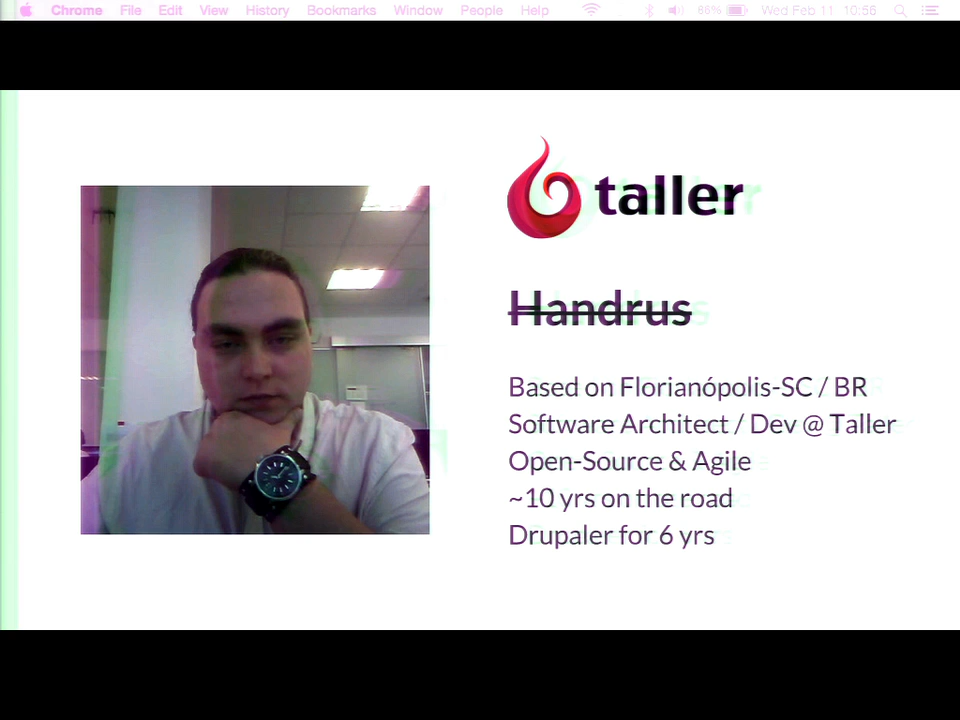 Chrome File Edit View History Bookmarks Window People Help 86% Wed Feb 11 10:56
taller
Handrus
Based on Florianópolis-SC / BR
Software Architect / Dev @ Taller
Open-Source & Agile
~10 yrs on the road
Drupaler for 6 yrs